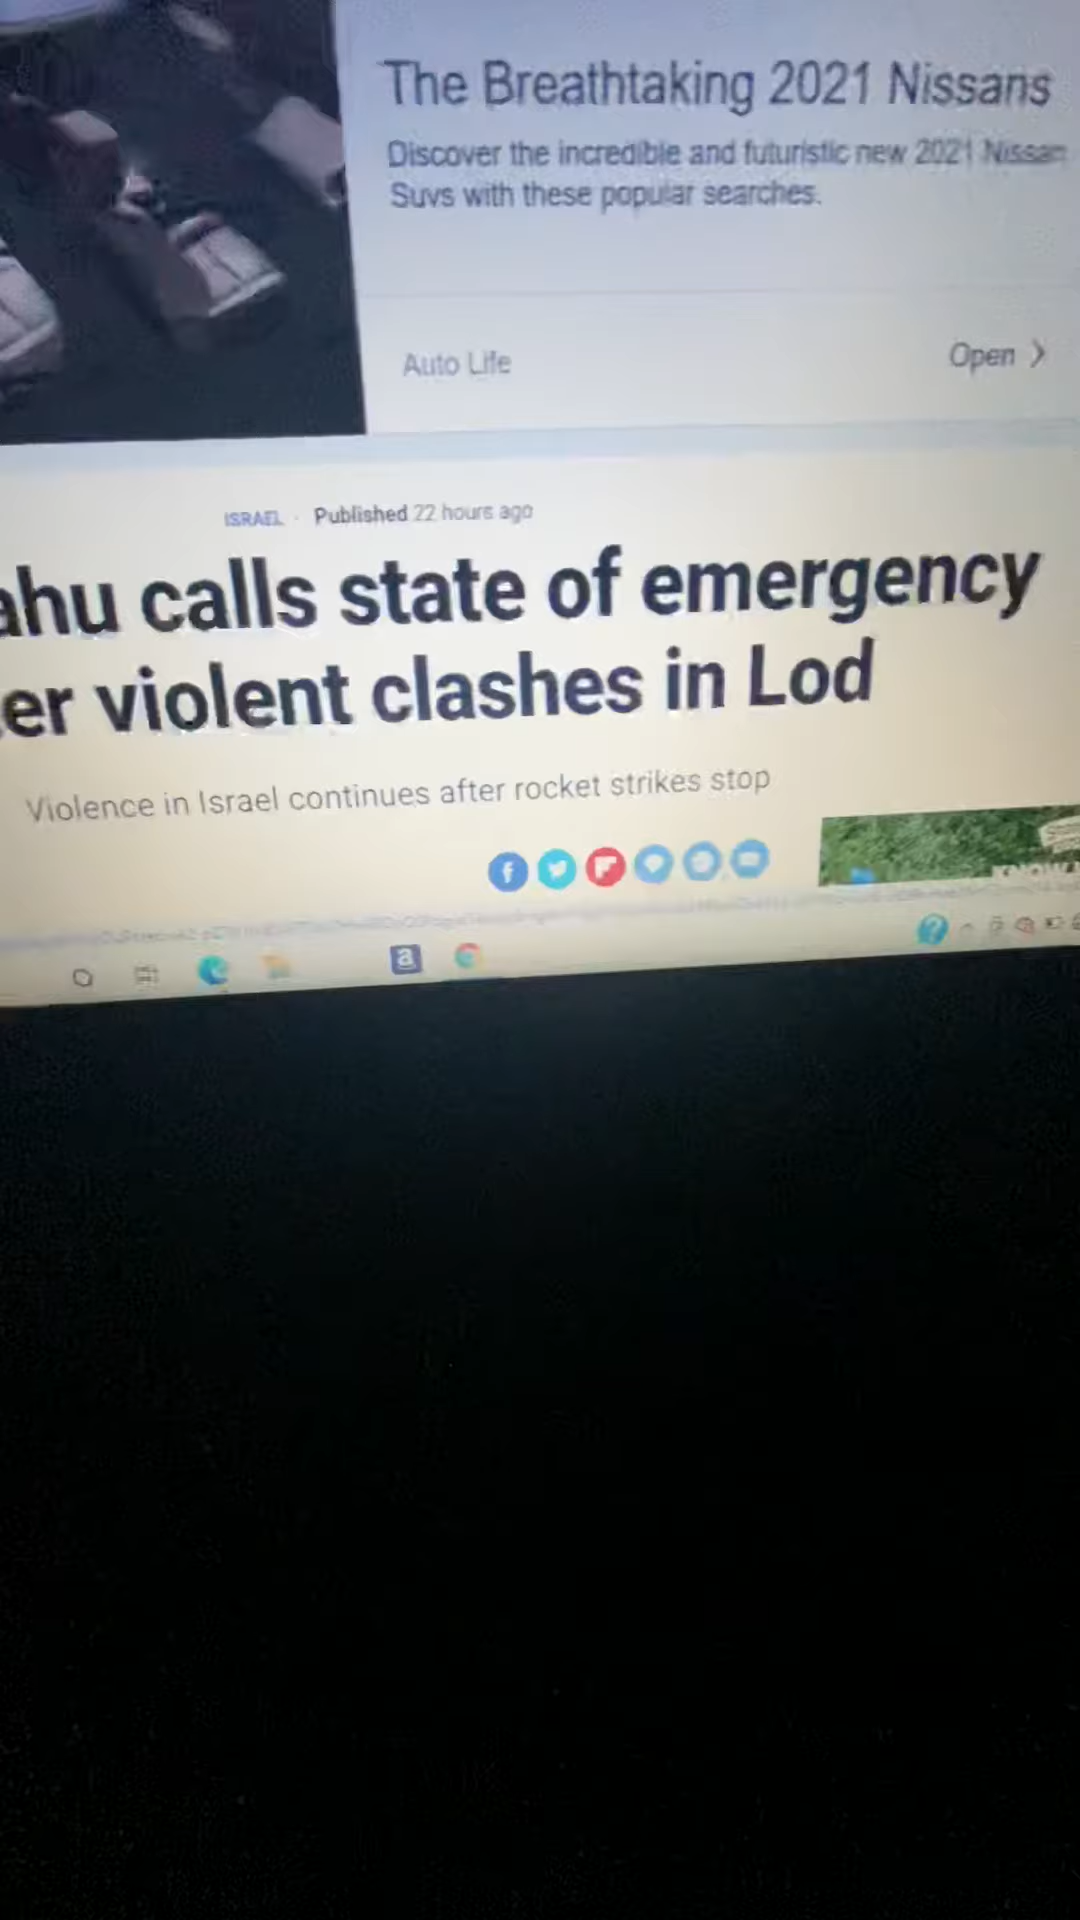 The Breathtaking 2021 Nissans
Discover the incredible and futuristic new 2021 Nissan
Suvs with these popular searches.
Auto Life
Open
ISRAEL · Published 22 hours ago
ahu calls state of emergency
er violent clashes in Lod
Violence in Israel continues after rocket strikes stop